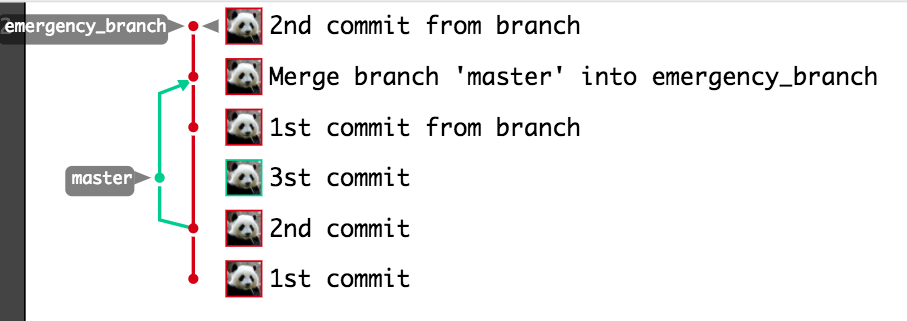 emergency_branch 2nd commit from branch
Merge branch 'master' into emergency_branch
1st commit from branch
master 3st commit
2nd commit
1st commit